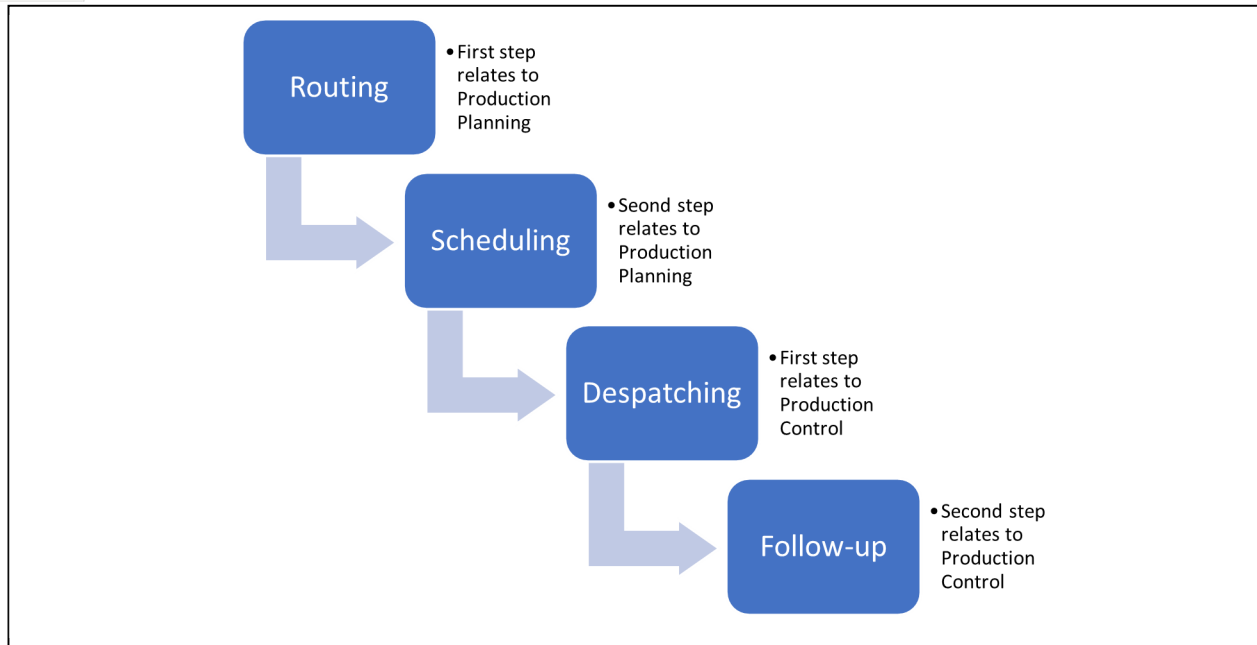 Routing
•First step
relates to
Production
Planning
Scheduling
•Seond step
relates to
Production
Planning
Despatching
•First step
relates to
Production
Control
Follow-up
•Second step
relates to
Production
Control